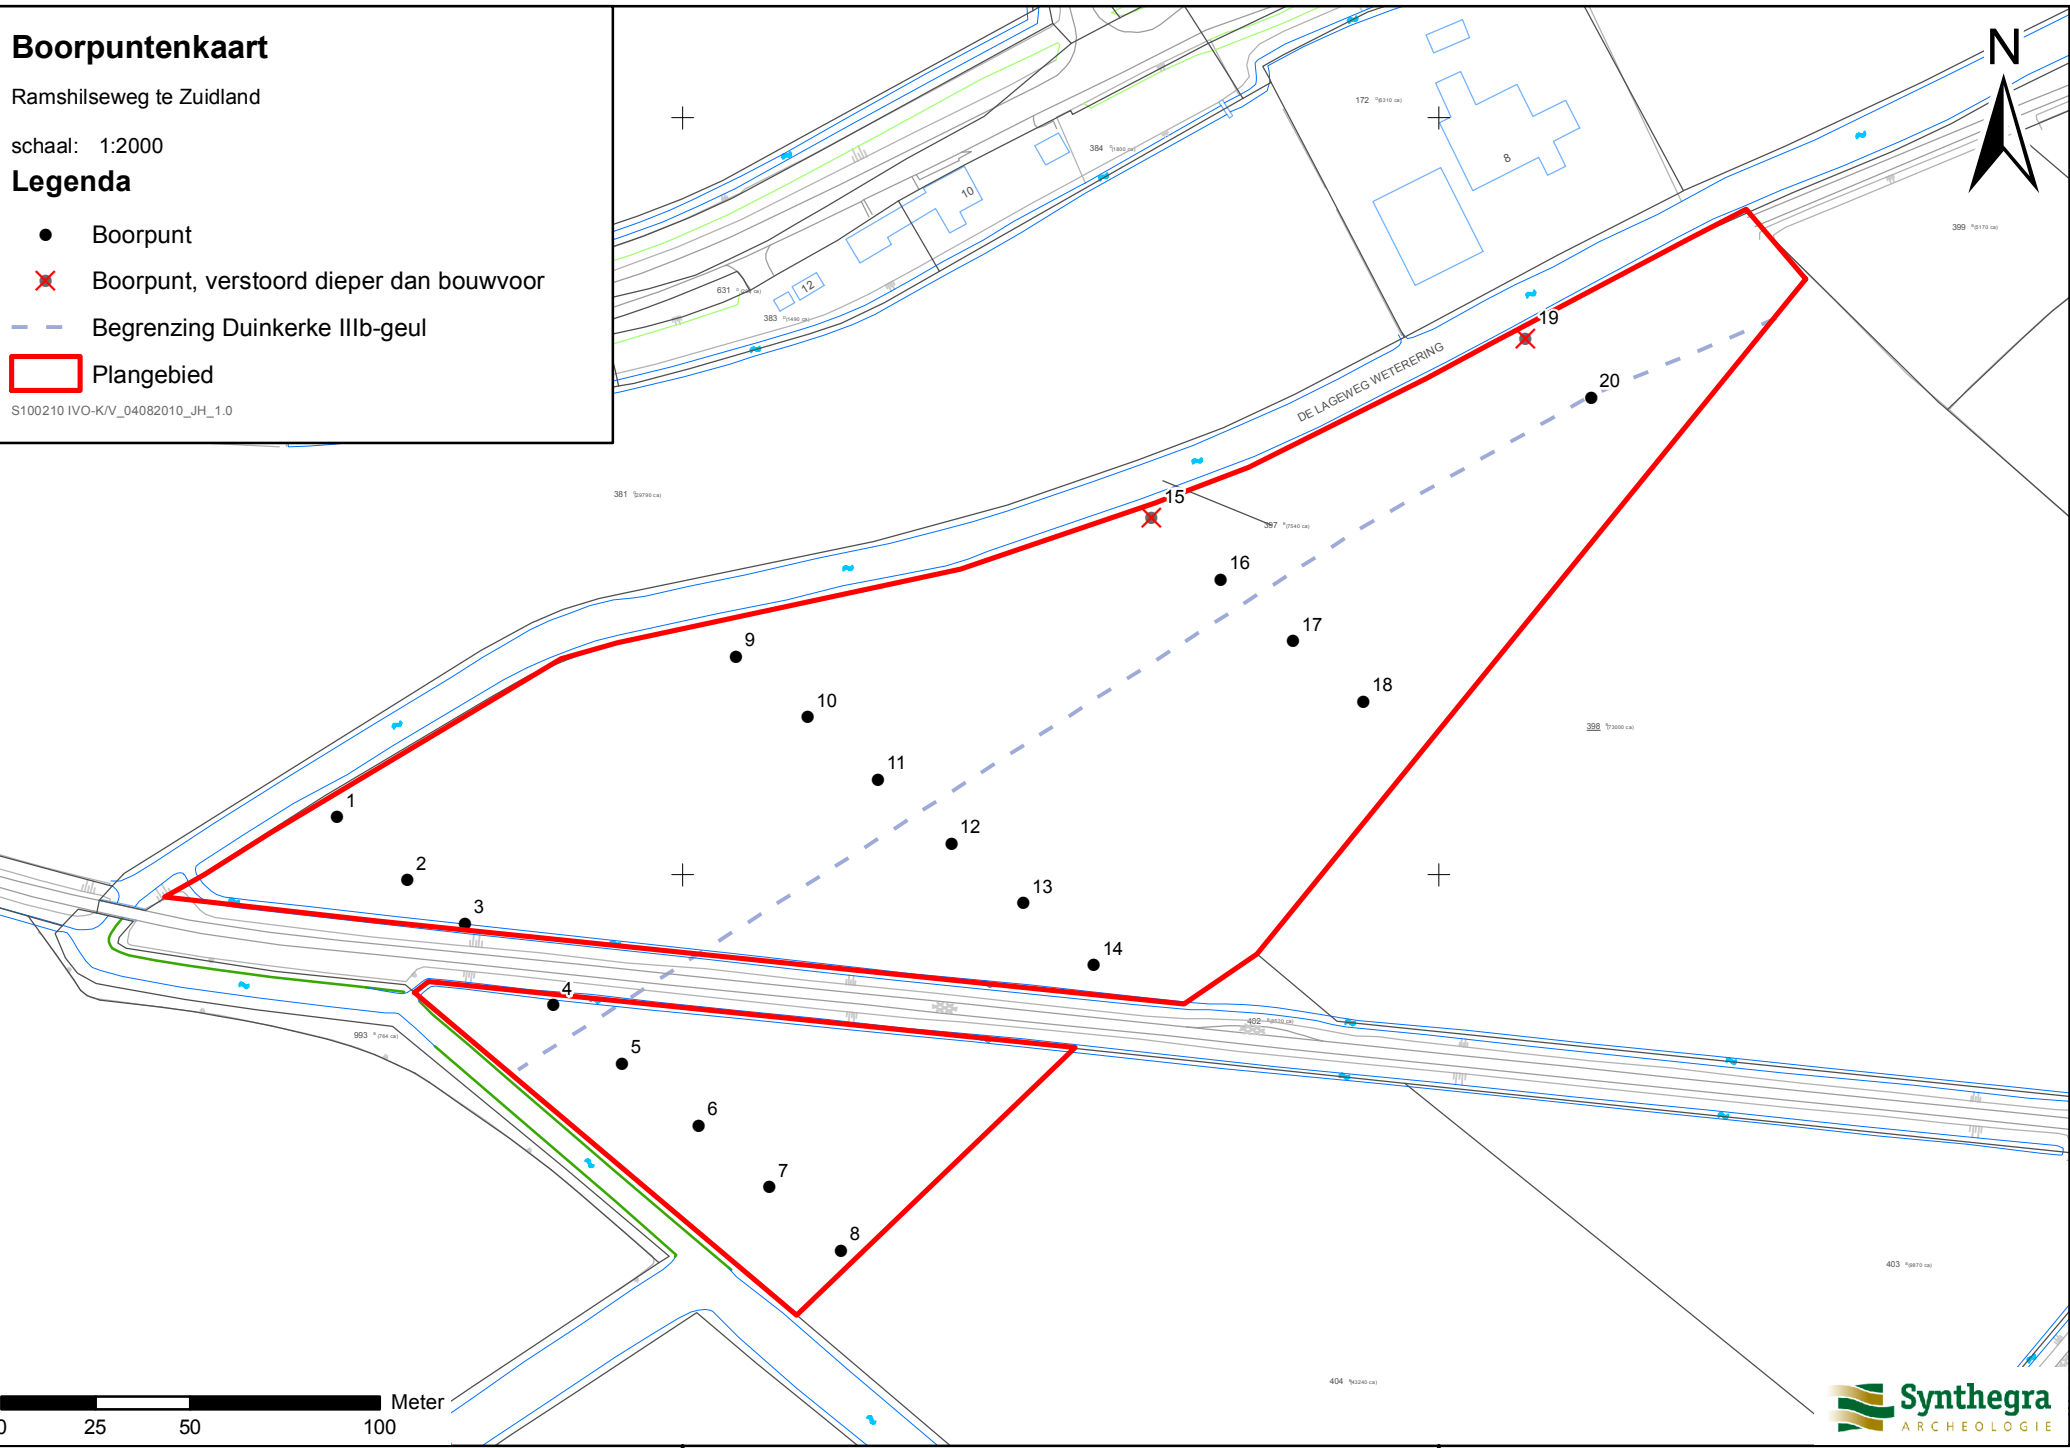 Boorpuntenkaart
Ramshilseweg te Zuidland
schaal: 1:2000
Legenda
Boorpunt
Boorpunt, verstoord dieper dan bouwvoor
Begrenzing Duinkerke IIIb-geul
Plangebied
S100210 IVO-K/V_04082010_JH_1.0
N
172
8
384
10
399
631
12
383
19
DE LAGEWEG WETERERING
20
381
15
397
16
9
17
18
10
398
11
1
12
2
13
3
14
4
402
993
5
6
7
8
403
404
Meter
0 25 50 100
Synthegra
ARCHEOLOGIE